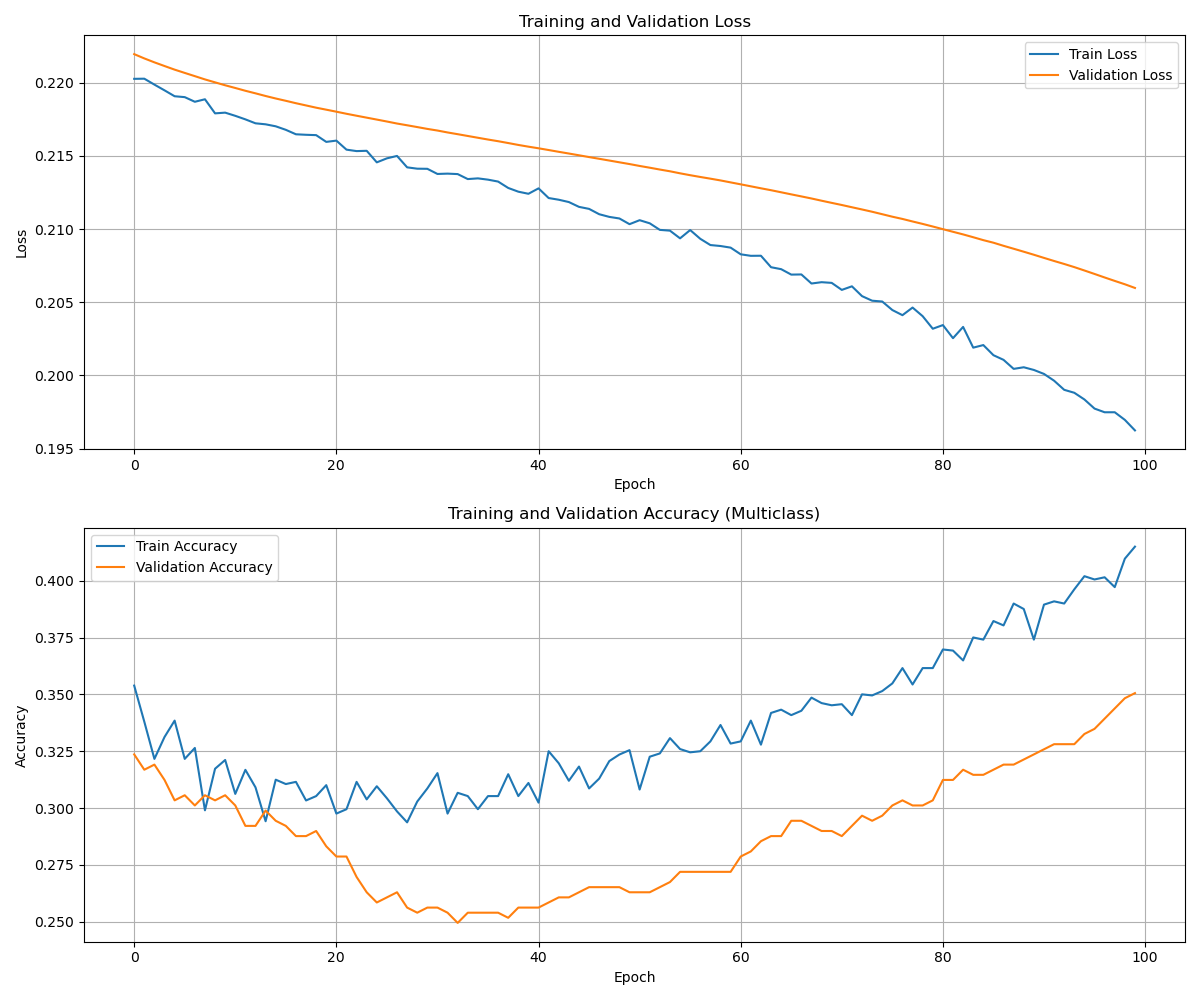 Training and Validation Loss
Train Loss
Validation Loss
0.220
0.215
0.210
0.205
0.200
0.195
Loss
0 20 40 60 80 100
Epoch
Training and Validation Accuracy (Multiclass)
Train Accuracy
Validation Accuracy
0.400
0.375
0.350
0.325
0.300
0.275
0.250
Accuracy
0 20 40 60 80 100
Epoch